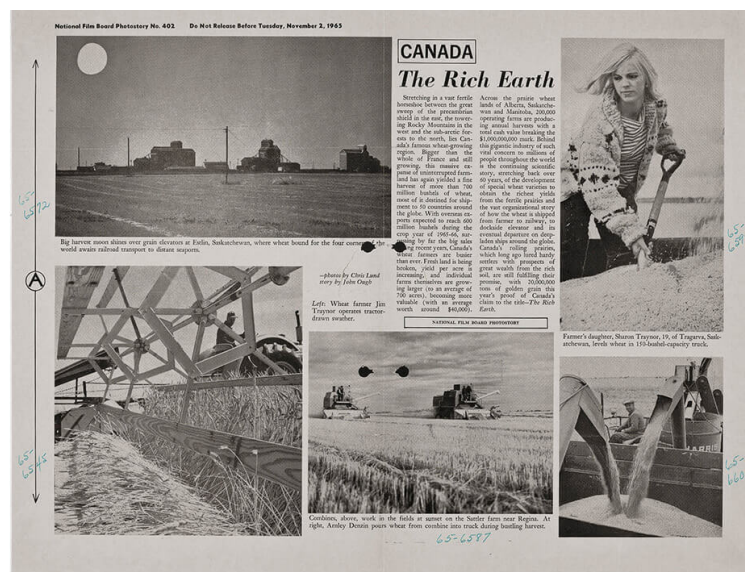 National Film Board Photostory No. 402 Do Not Release Before Tuesday, November 2, 1965
CANADA
The Rich Earth
Stretching in a vast fertile
horseshoe between the great
sweep of the precambrian
shield in the east, the tower-
ing Rocky Mountains in the
west and the sub-arctic for-
ests to the north, lies Can-
ada's famous wheat-growing
region. Bigger than the
whole of France and still
growing, this massive ex-
panse of uninterrupted farm-
land has again yielded a fine
harvest of more than 700
million bushels of wheat,
most of it destined for ship-
ment to 50 countries around
the globe. With overseas ex-
ports expected to reach 600
million bushels during the
crop year of 1965-66, sur-
passing by far the big sales
recent years, Canada's
wheat farmers are busier
than ever. Fresh land is being
broken, yield per acre is
increasing, and individual
farms themselves are grow-
ing larger (to an average of
700 acres), becoming more
valuable (with an average
worth around $40,000).
Across the prairie wheat
lands of Alberta, Saskatche-
wan and Manitoba, 200,000
operating farms are produc-
ing annual harvests with a
total cash value breaking the
$1,000,000,000 mark. Behind
this gigantic industry of such
vital concern to millions of
people throughout the world
is the continuing scientific
story, stretching back over
60 years, of the development
of special wheat varieties to
obtain the richest yields
from the fertile prairies and
the vast organizational story
of how the wheat is shipped
from farmer to railway, to
dockside elevator and its
eventual departure on deep-
laden ships around the globe.
Canada's rolling prairies,
which long ago lured hardy
settlers with prospects of
great wealth from the rich
soil, are still fulfilling their
promise, with 20,000,000
tons of golden grain this
year's proof of Canada's
claim to the title—The Rich
Earth.
NATIONAL FILM BOARD PHOTOSTORY
Big harvest moon shines over grain elevators at Estlin, Saskatchewan, where wheat bound for the four corners of the
world awaits railroad transport to distant seaports.
—photos by Chris Lund
story by John Ough
Left: Wheat farmer Jim
Traynor operates tractor-
drawn swather.
Farmer's daughter, Sharon Traynor, 19, of Tregarva, Sask-
atchewan, levels wheat in 150-bushel-capacity truck.
Combines, above, work in the fields at sunset on the Sattler farm near Regina. At
right, Armley Denzin pours wheat from combine into truck during bustling harvest.
65-6587
A